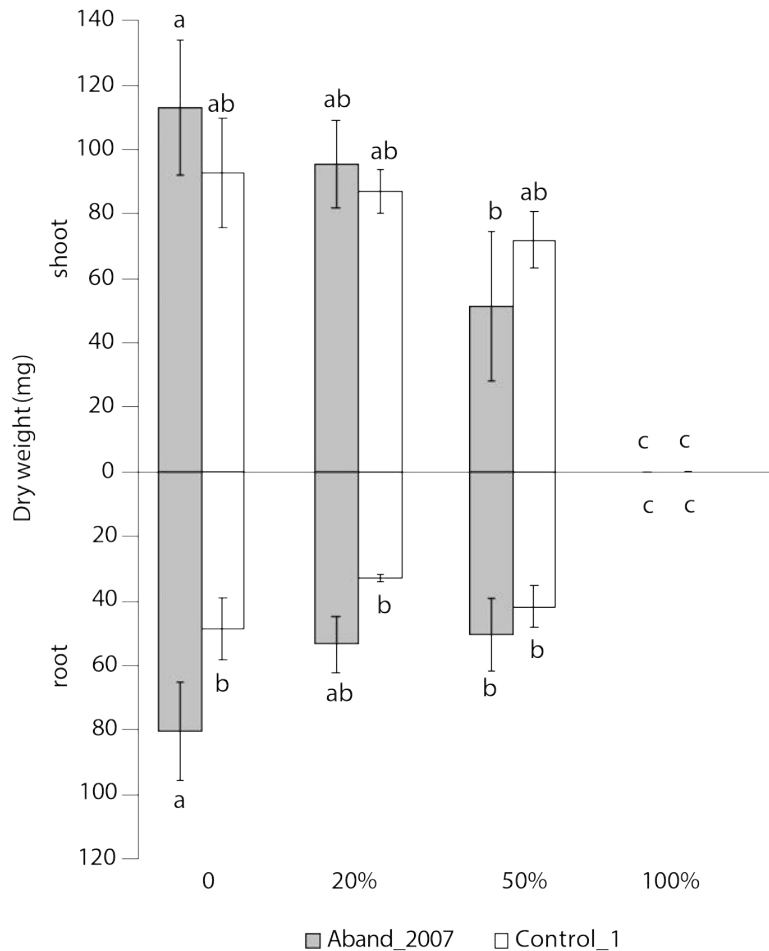 140
a
120
ab
ab
100
ab
b
ab
80
shoot
60
40
20
c
c
Dry weight (mg)
0
c
c
20
40
b
b
root
60
b
ab
b
80
100
a
120
0
20%
50%
100%
Aband_2007
Control_1